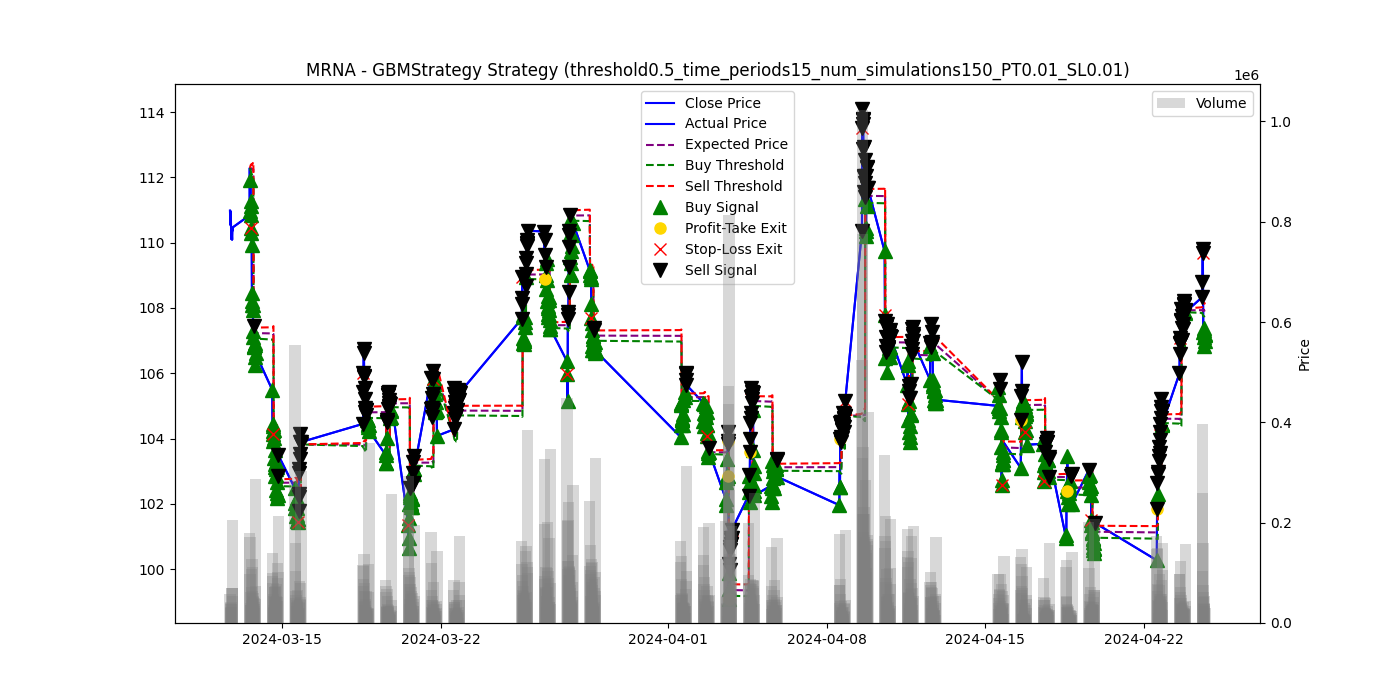 MRNA - GBMStrategy Strategy (threshold0.5_time_periods15_num_simulations150_PT0.01_SL0.01)
1e6
Close Price
Actual Price
Expected Price
Buy Threshold
Sell Threshold
Buy Signal
Profit-Take Exit
Stop-Loss Exit
Sell Signal
Volume
114
112
110
108
106
104
102
100
1.0
0.8
0.6
0.4
0.2
0.0
Price
2024-03-15
2024-03-22
2024-04-01
2024-04-08
2024-04-15
2024-04-22